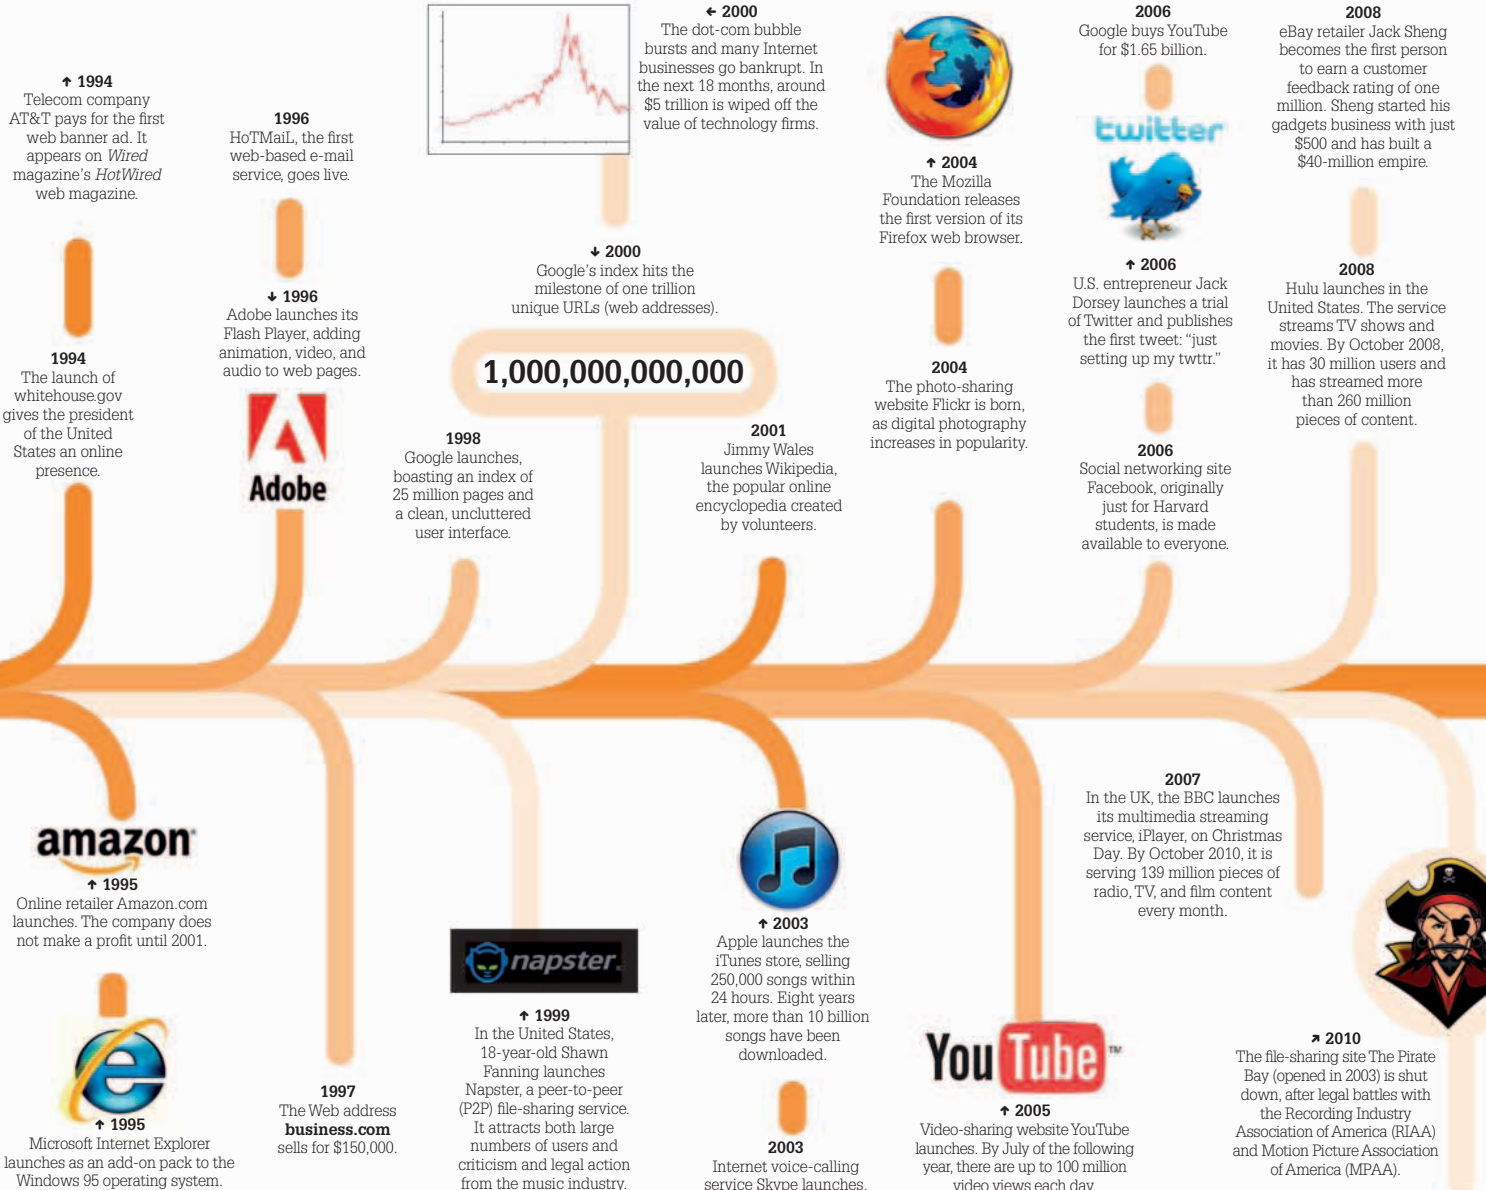 ↑ 1994
Telecom company
AT&T pays for the first
web banner ad. It
appears on Wired
magazine's HotWired
web magazine.
1994
The launch of
whitehouse.gov
gives the president
of the United
States an online
presence.
1996
HoTMaiL, the first
web-based e-mail
service, goes live.
↓ 1996
Adobe launches its
Flash Player, adding
animation, video, and
audio to web pages.
Adobe
1998
Google launches,
boasting an index of
25 million pages and
a clean, uncluttered
user interface.
← 2000
The dot-com bubble
bursts and many Internet
businesses go bankrupt. In
the next 18 months, around
$5 trillion is wiped off the
value of technology firms.
↓ 2000
Google's index hits the
milestone of one trillion
unique URLs (web addresses).
1,000,000,000,000
2001
Jimmy Wales
launches Wikipedia,
the popular online
encyclopedia created
by volunteers.
↑ 2004
The Mozilla
Foundation releases
the first version of its
Firefox web browser.
2004
The photo-sharing
website Flickr is born,
as digital photography
increases in popularity.
2006
Google buys YouTube
for $1.65 billion.
twitter
↑ 2006
U.S. entrepreneur Jack
Dorsey launches a trial
of Twitter and publishes
the first tweet: "just
setting up my twttr."
2006
Social networking site
Facebook, originally
just for Harvard
students, is made
available to everyone.
2008
eBay retailer Jack Sheng
becomes the first person
to earn a customer
feedback rating of one
million. Sheng started his
gadgets business with just
$500 and has built a
$40-million empire.
2008
Hulu launches in the
United States. The service
streams TV shows and
movies. By October 2008,
it has 30 million users and
has streamed more
than 260 million
pieces of content.
amazon
↑ 1995
Online retailer Amazon.com
launches. The company does
not make a profit until 2001.
↑ 1995
Microsoft Internet Explorer
launches as an add-on pack to the
Windows 95 operating system.
1997
The Web address
business.com
sells for $150,000.
napster
↑ 1999
In the United States,
18-year-old Shawn
Fanning launches
Napster, a peer-to-peer
(P2P) file-sharing service.
It attracts both large
numbers of users and
criticism and legal action
from the music industry.
↑ 2003
Apple launches the
iTunes store, selling
250,000 songs within
24 hours. Eight years
later, more than 10 billion
songs have been
downloaded.
2003
Internet voice-calling
service Skype launches.
YouTube ™
↑ 2005
Video-sharing website YouTube
launches. By July of the following
year, there are up to 100 million
video views each day.
2007
In the UK, the BBC launches
its multimedia streaming
service, iPlayer, on Christmas
Day. By October 2010, it is
serving 139 million pieces of
radio, TV, and film content
every month.
↗ 2010
The file-sharing site The Pirate
Bay (opened in 2003) is shut
down, after legal battles with
the Recording Industry
Association of America (RIAA)
and Motion Picture Association
of America (MPAA).